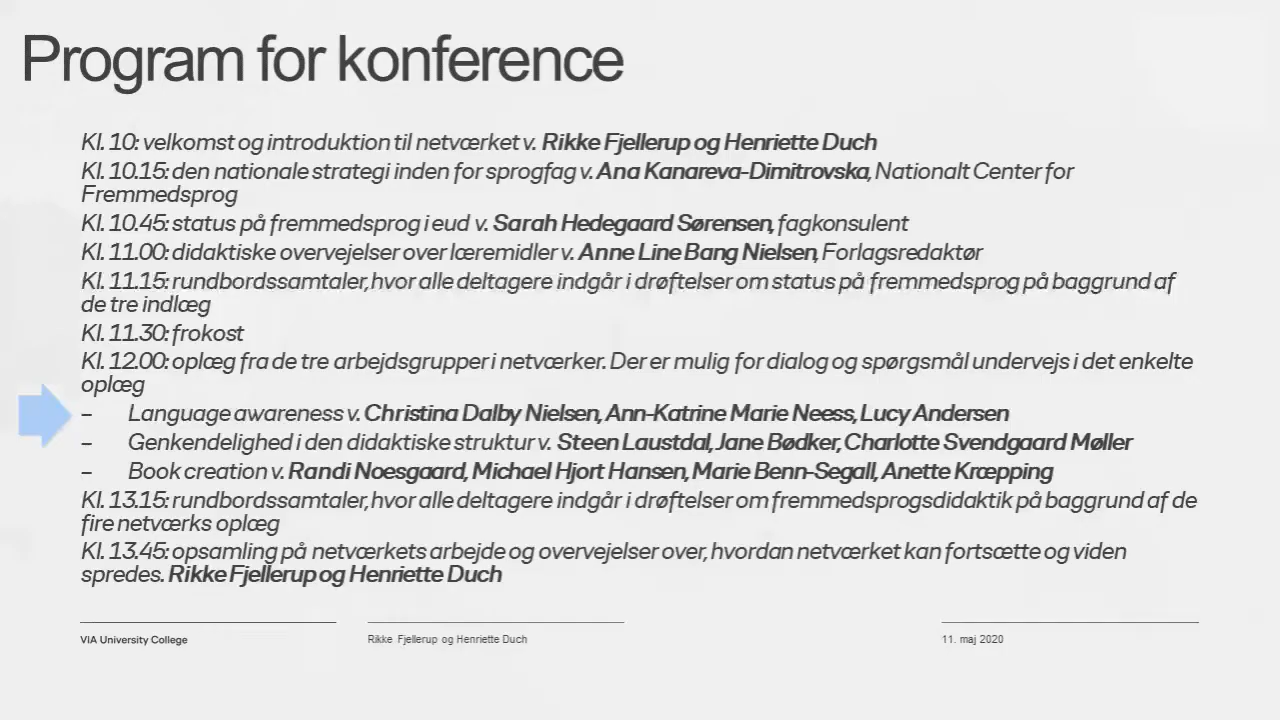 Program for konference
Kl. 10: velkomst og introduktion til netværket v. Rikke Fjellerup og Henriette Duch
Kl. 10.15: den nationale strategi inden for sprogfag v. Ana Kanareva-Dimitrovska, Nationalt Center for
Fremmedsprog
Kl. 10.45: status på fremmedsprog i eud v. Sarah Hedegaard Sørensen, fagkonsulent
Kl. 11.00: didaktiske overvejelser over læremidler v. Anne Line Bang Nielsen, Forlagsredaktør
Kl. 11.15: rundbordssamtaler, hvor alle deltagere indgår i drøftelser om status på fremmedsprog på baggrund af
de tre indlæg
Kl. 11.30: frokost
Kl. 12.00: oplæg fra de tre arbejdsgrupper i netværker. Der er mulig for dialog og spørgsmål undervejs i det enkelte
oplæg
– Language awareness v. Christina Dalby Nielsen, Ann-Katrine Marie Neess, Lucy Andersen
– Genkendelighed i den didaktiske struktur v. Steen Laustdal, Jane Bødker, Charlotte Svendgaard Møller
– Book creation v. Randi Noesgaard, Michael Hjort Hansen, Marie Benn-Segall, Anette Kræpping
Kl. 13.15: rundbordssamtaler, hvor alle deltagere indgår i drøftelser om fremmedsprogsdidaktik på baggrund af de
fire netværks oplæg
Kl. 13.45: opsamling på netværkets arbejde og overvejelser over, hvordan netværket kan fortsætte og viden
spredes. Rikke Fjellerup og Henriette Duch
VIA University College
Rikke Fjellerup og Henriette Duch
11. maj 2020